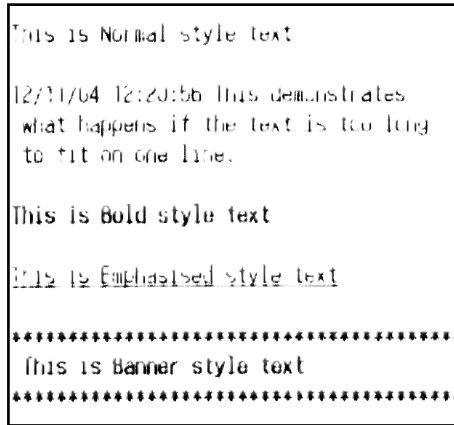 This is Normal style text
12/11/04 12:20:56 This demonstrates
what happens if the text is too long
to fit on one line.
This is Bold style text
This is Emphasised style text
****************************************
This is Banner style text
****************************************